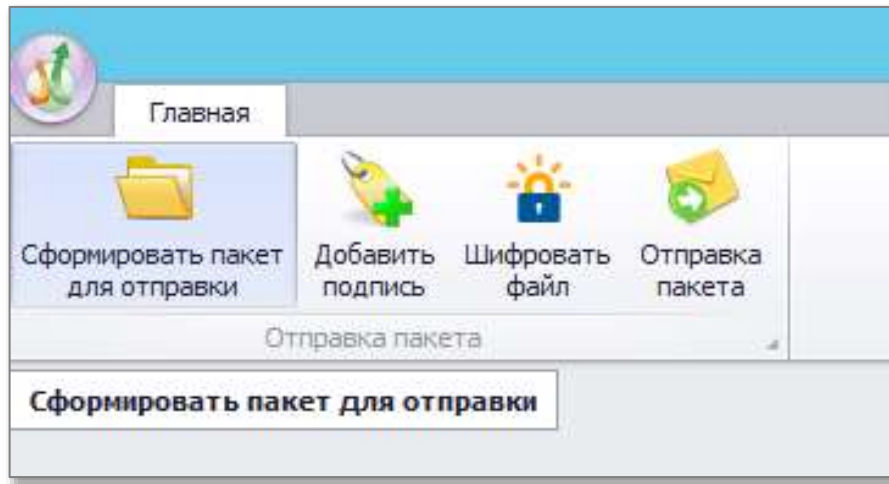 Главная
Сформировать пакет
для отправки
Добавить
подпись
Шифровать
файл
Отправка
пакета
Отправка пакета
Сформировать пакет для отправки